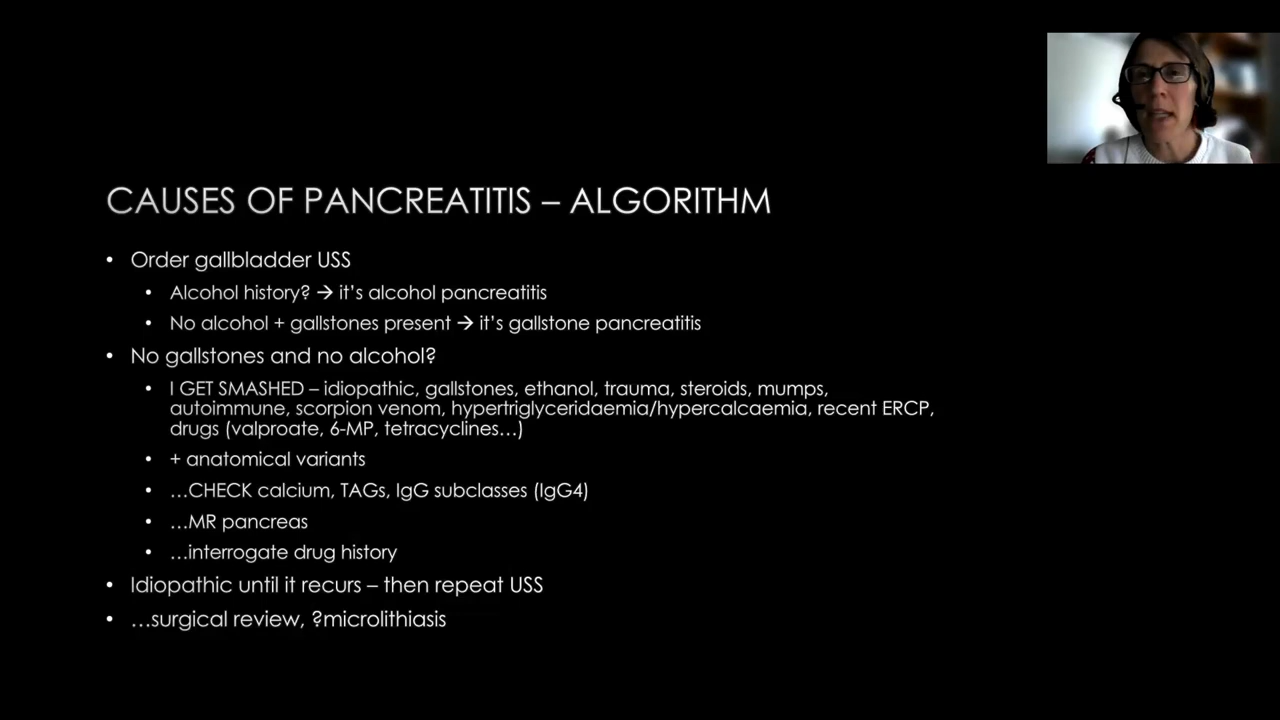 CAUSES OF PANCREATITIS – ALGORITHM
• Order gallbladder USS
• Alcohol history? → it's alcohol pancreatitis
• No alcohol + gallstones present → it's gallstone pancreatitis
• No gallstones and no alcohol?
• I GET SMASHED – idiopathic, gallstones, ethanol, trauma, steroids, mumps,
autoimmune, scorpion venom, hypertriglyceridaemia/hypercalcaemia, recent ERCP,
drugs (valproate, 6-MP, tetracyclines...)
• + anatomical variants
• ...CHECK calcium, TAGs, IgG subclasses (IgG4)
• ...MR pancreas
• ...interrogate drug history
• Idiopathic until it recurs – then repeat USS
• ...surgical review, ?microlithiasis